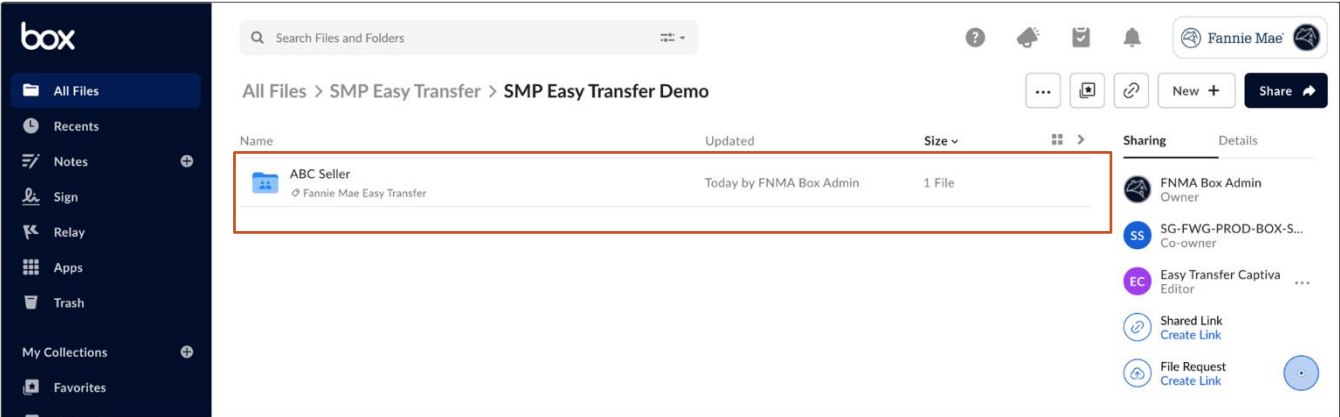 box
Search Files and Folders
Fannie Mae
All Files
Recents
Notes
Sign
Relay
Apps
Trash
My Collections
Favorites
All Files > SMP Easy Transfer > SMP Easy Transfer Demo
New +
Share
Name
Updated
Size
ABC Seller
Fannie Mae Easy Transfer
Today by FNMA Box Admin
1 File
Sharing
Details
FNMA Box Admin
Owner
SS
SG-FWG-PROD-BOX-S...
Co-owner
EC
Easy Transfer Captiva
Editor
Shared Link
Create Link
File Request
Create Link